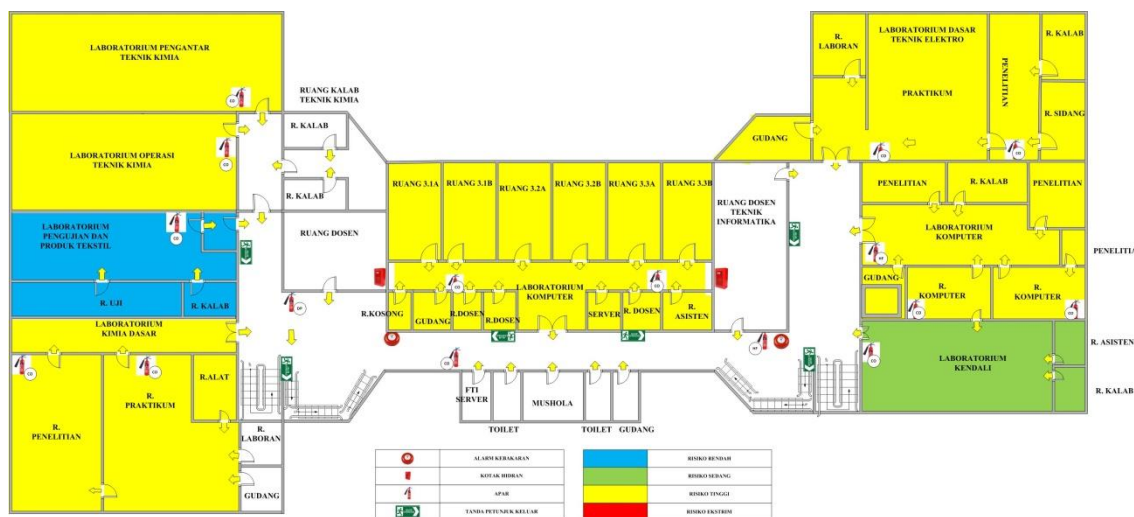 LABORATORIUM PENGANTAR
TEKNIK KIMIA
LABORATORIUM OPERASI
TEKNIK KIMIA
LABORATORIUM
PENGUJIAN DAN
PRODUK TEKSTIL
R. UJI
R. KALAB
LABORATORIUM
KIMIA DASAR
R.ALAT
R.
PRAKTIKUM
R.
PENELITIAN
R.
LABORAN
GUDANG
RUANG KALAB
TEKNIK KIMIA
R. KALAB
R. KALAB
RUANG DOSEN
RUANG 3.1A
RUANG 3.1B
RUANG 3.2A
RUANG 3.2B
RUANG 3.3A
RUANG 3.3B
LABORATORIUM
KOMPUTER
R.KOSONG
GUDANG
R.DOSEN
R.DOSEN
SERVER
R. DOSEN
R.
ASISTEN
RUANG DOSEN
TEKNIK
INFORMATIKA
FTI
SERVER
TOILET
MUSHOLA
TOILET
GUDANG
R.
LABORAN
LABORATORIUM DASAR
TEKNIK ELEKTRO
PRAKTIKUM
PENELITIAN
R. KALAB
R. SIDANG
GUDANG
PENELITIAN
R. KALAB
PENELITIAN
LABORATORIUM
KOMPUTER
PENELITIA
GUDANG
R.
KOMPUTER
R.
KOMPUTER
LABORATORIUM
KENDALI
R. ASISTEN
R. KALAB
ALARM KEBAKARAN
KOTAK HIDRAN
APAR
TANDA PETUNJUK KELUAR
RISIKO RENDAH
RISIKO SEDANG
RISIKO TINGGI
RISIKO EKSTRIM